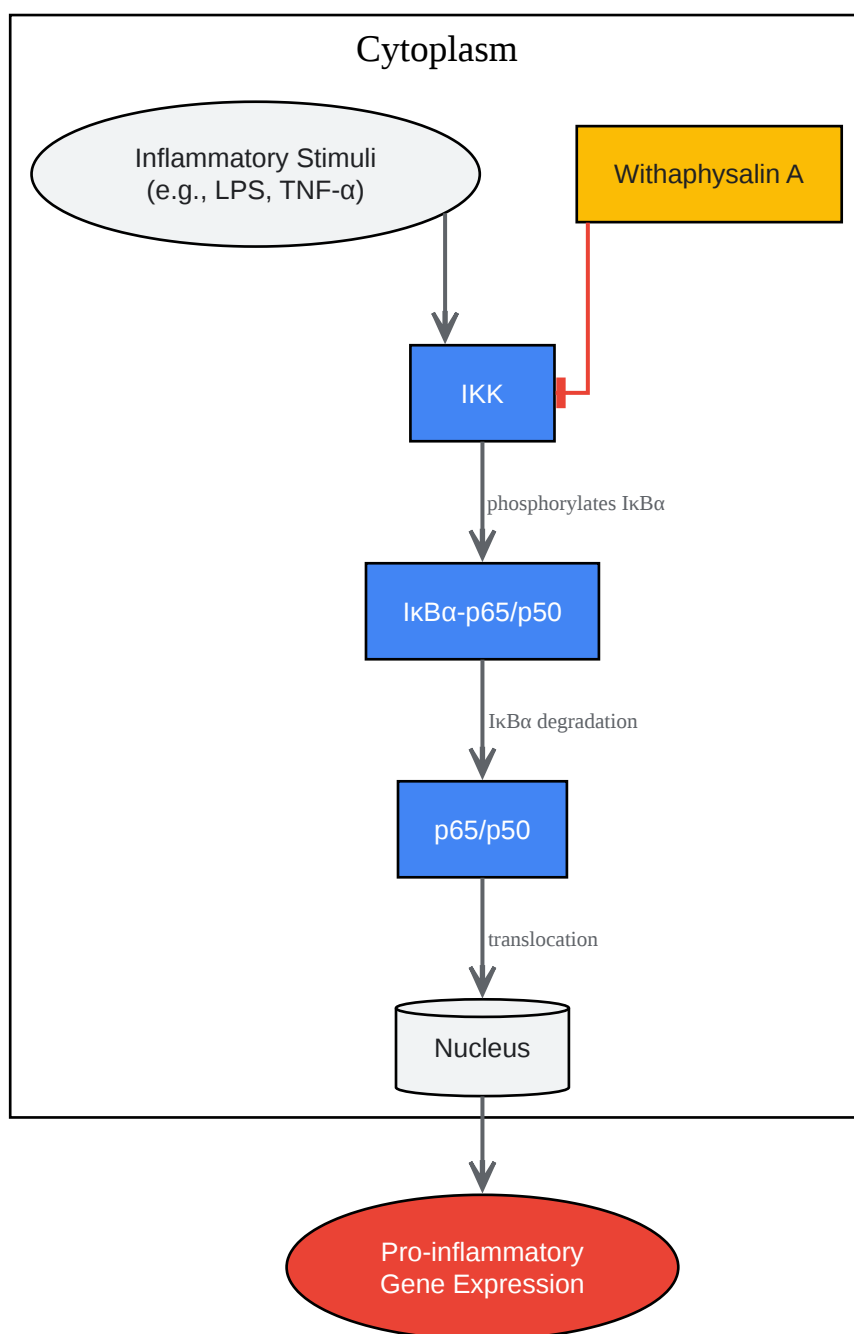 Cytoplasm
Inflammatory Stimuli
(e.g., LPS, TNF-α)
Withaphysalin A
IKK
phosphorylates IκBα
IκBα-p65/p50
IκBα degradation
p65/p50
translocation
Nucleus
Pro-inflammatory
Gene Expression